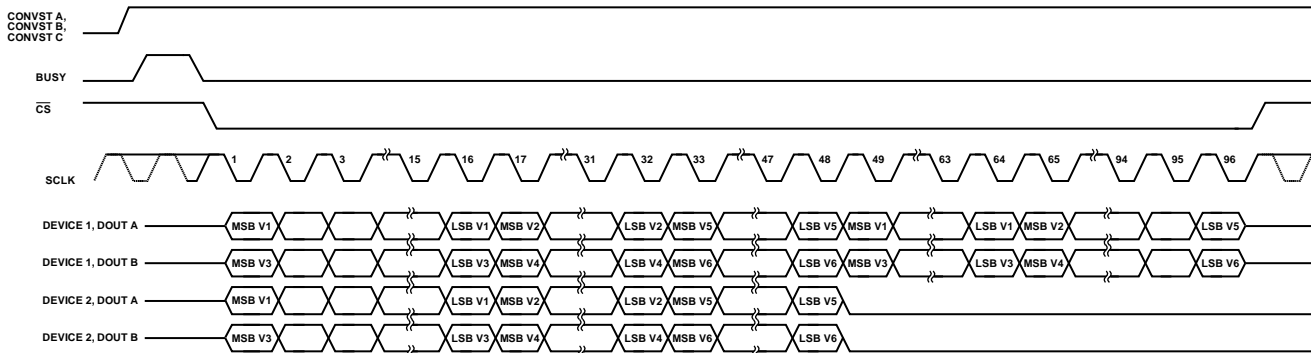 CONVST A,
CONVST B,
CONVST C
BUSY
CS
SCLK
1 2 3 15 16 17 31 32 33 47 48 49 63 64 65 94 95 96
DEVICE 1, DOUT A MSB V1 LSB V1 MSB V2 LSB V2 MSB V5 LSB V5 MSB V1 LSB V1 MSB V2 LSB V5
DEVICE 1, DOUT B MSB V3 LSB V3 MSB V4 LSB V4 MSB V6 LSB V6 MSB V3 LSB V3 MSB V4 LSB V6
DEVICE 2, DOUT A MSB V1 LSB V1 MSB V2 LSB V2 MSB V5 LSB V5
DEVICE 2, DOUT B MSB V3 LSB V3 MSB V4 LSB V4 MSB V6 LSB V6